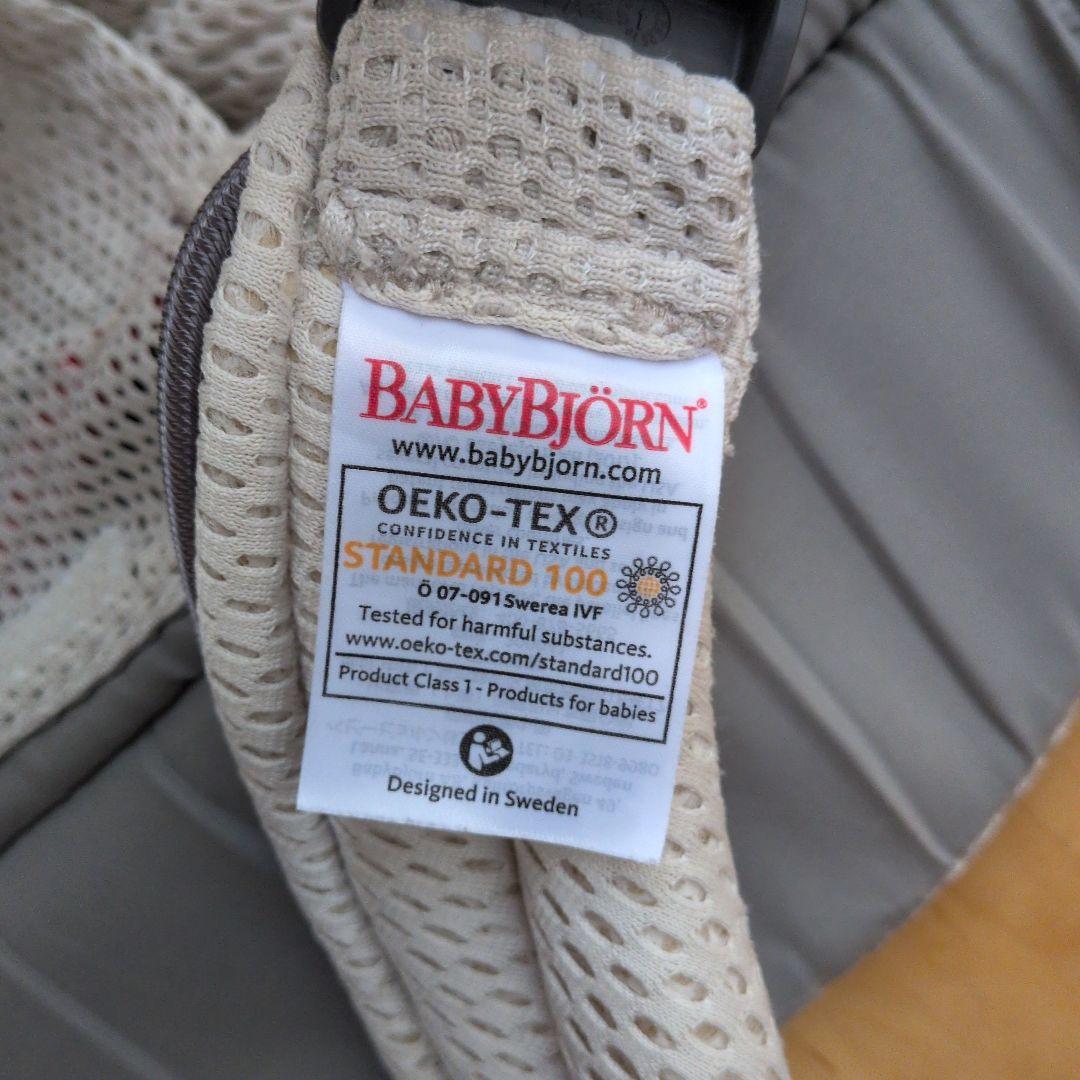 BABYBJÖRN®
www.babybjorn.com
OEKO-TEX®
CONFIDENCE IN TEXTILES
STANDARD 100
Ö 07-091 Swerea IVF
Tested for harmful substances.
www.oeko-tex.com/standard100
Product Class 1 - Products for babies
Designed in Sweden